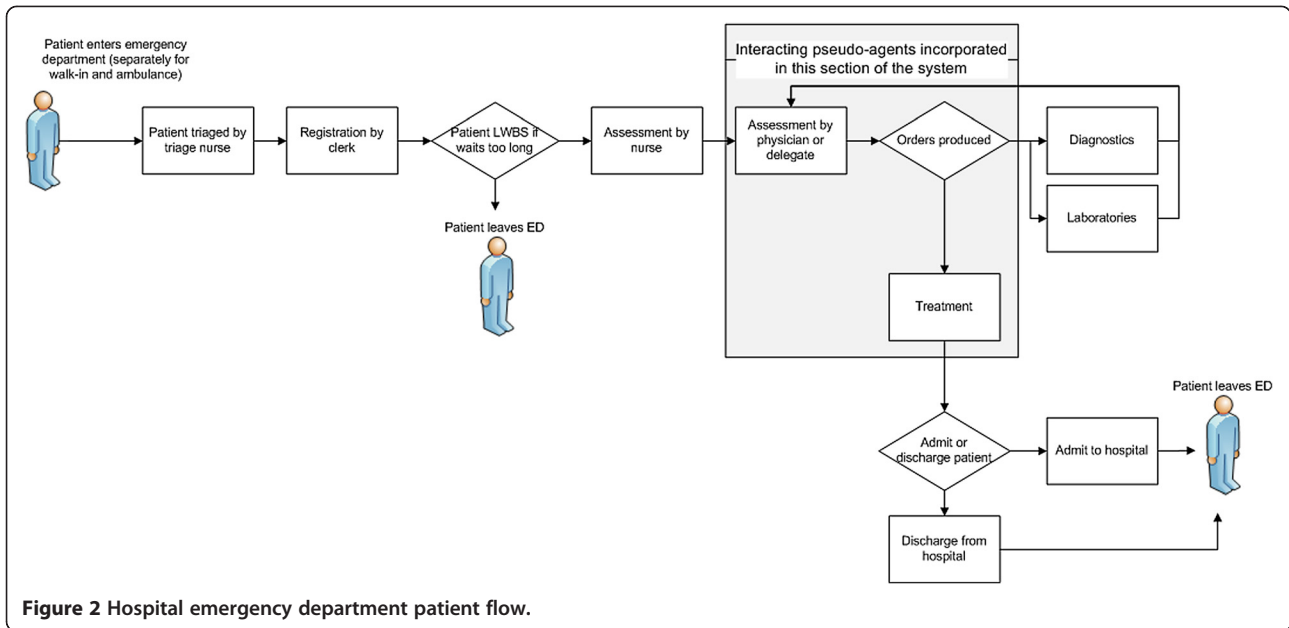 Patient enters emergency
department (separately for
walk-in and ambulance)
Patient triaged by
triage nurse
Registration by
clerk
Patient LWBS if
waits too long
Patient leaves ED
Assessment by
nurse
Interacting pseudo-agents incorporated
in this section of the system
Assessment by
physician or
delegate
Orders produced
Diagnostics
Laboratories
Treatment
Admit or
discharge patient
Admit to hospital
Patient leaves ED
Discharge from
hospital
Figure 2 Hospital emergency department patient flow.